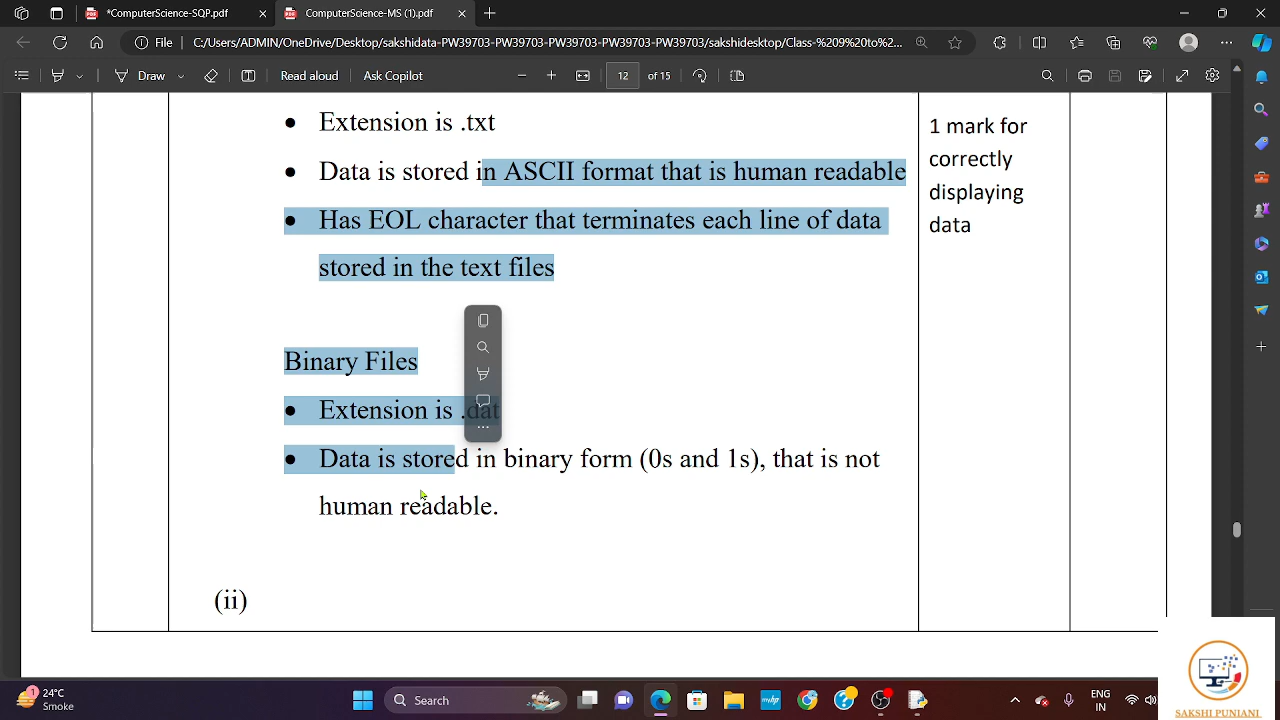 *ComputerScience-SQP.pdf
ComputerScience-MS (1).pdf
File
C:/Users/ADMIN/OneDrive/Desktop/sakshidata-PW39703-PW39703-PW39703-PW39703/sakshidesktop/Class-%209%20to%2...
Draw
Read aloud
Ask Copilot
12 of 15
• Extension is .txt
• Data is stored in ASCII format that is human readable
• Has EOL character that terminates each line of data
stored in the text files
Binary Files
• Extension is .dat
• Data is stored in binary form (0s and 1s), that is not
human readable.
(ii)
1 mark for
correctly
displaying
data
24°C
Smoke
Search
ENG
IN
SAKSHI PUNIANI